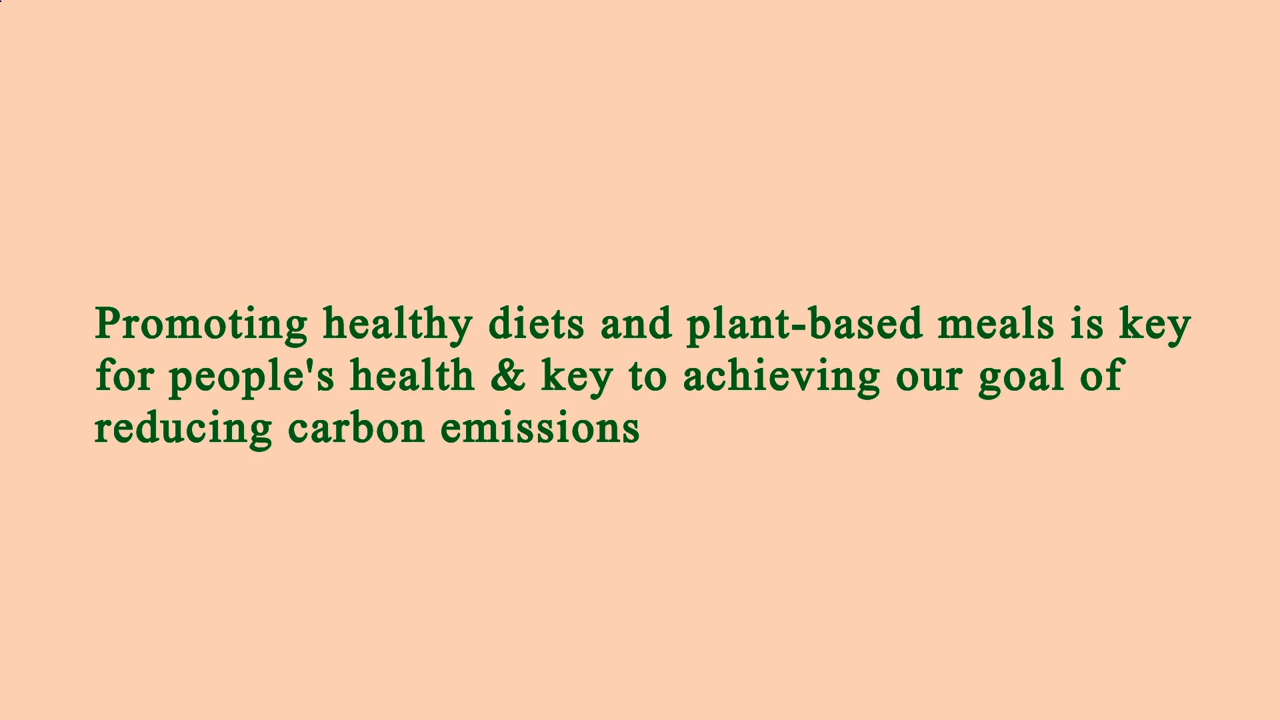 Promoting healthy diets and plant-based meals is key
for people's health & key to achieving our goal of
reducing carbon emissions